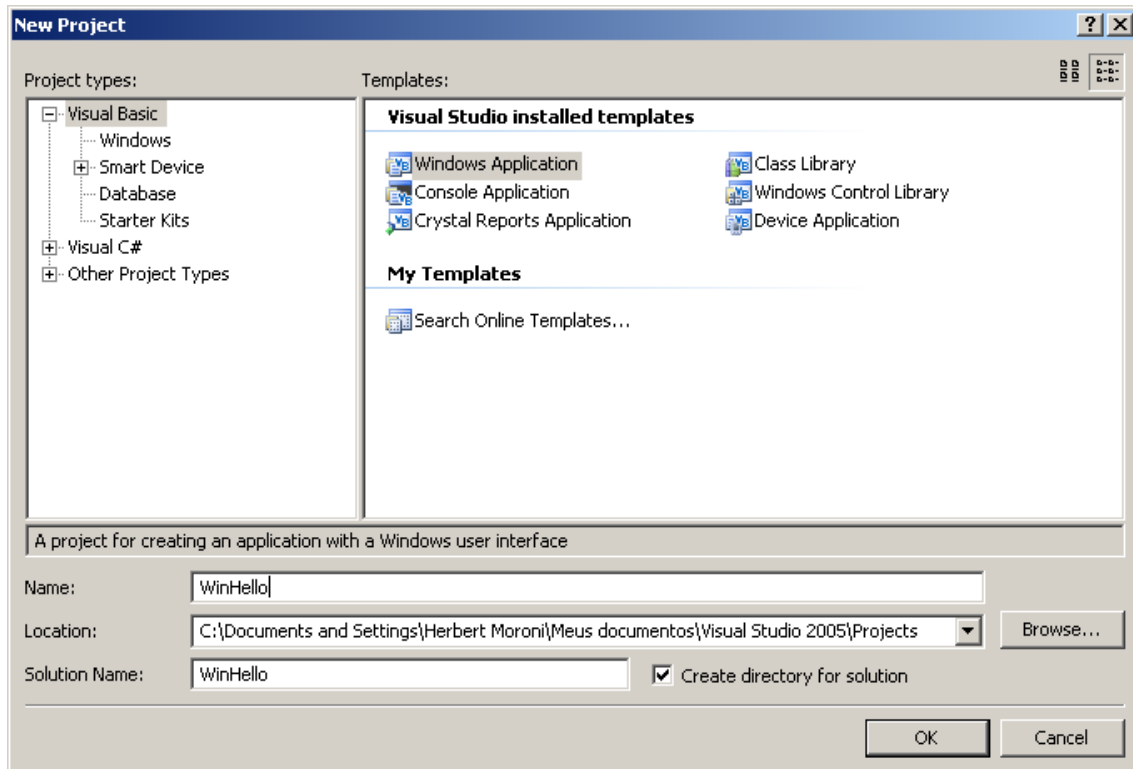 New Project
Project types:
Templates:
Visual Basic
Windows
Smart Device
Database
Starter Kits
Visual C#
Other Project Types
Visual Studio installed templates
Windows Application
Class Library
Console Application
Windows Control Library
Crystal Reports Application
Device Application
My Templates
Search Online Templates...
A project for creating an application with a Windows user interface
Name:
WinHello
Location:
C:\Documents and Settings\Herbert Moroni\Meus documentos\Visual Studio 2005\Projects
Browse...
Solution Name:
WinHello
Create directory for solution
OK
Cancel